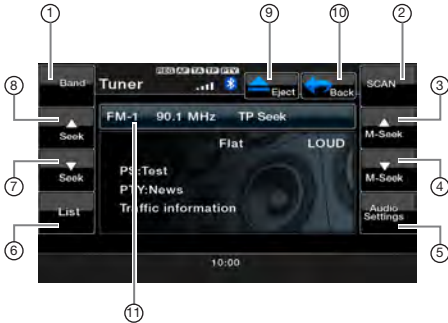 1
9
10
2
REG AF TA TP PTY
Band
Tuner
Eject
Back
SCAN
8
3
FM-1 90.1 MHz TP Seek
Seek
M-Seek
Flat LOUD
7
PS:Test
4
Seek
M-Seek
PTY:News
List
Traffic information
Audio
Settings
6
5
10:00
11